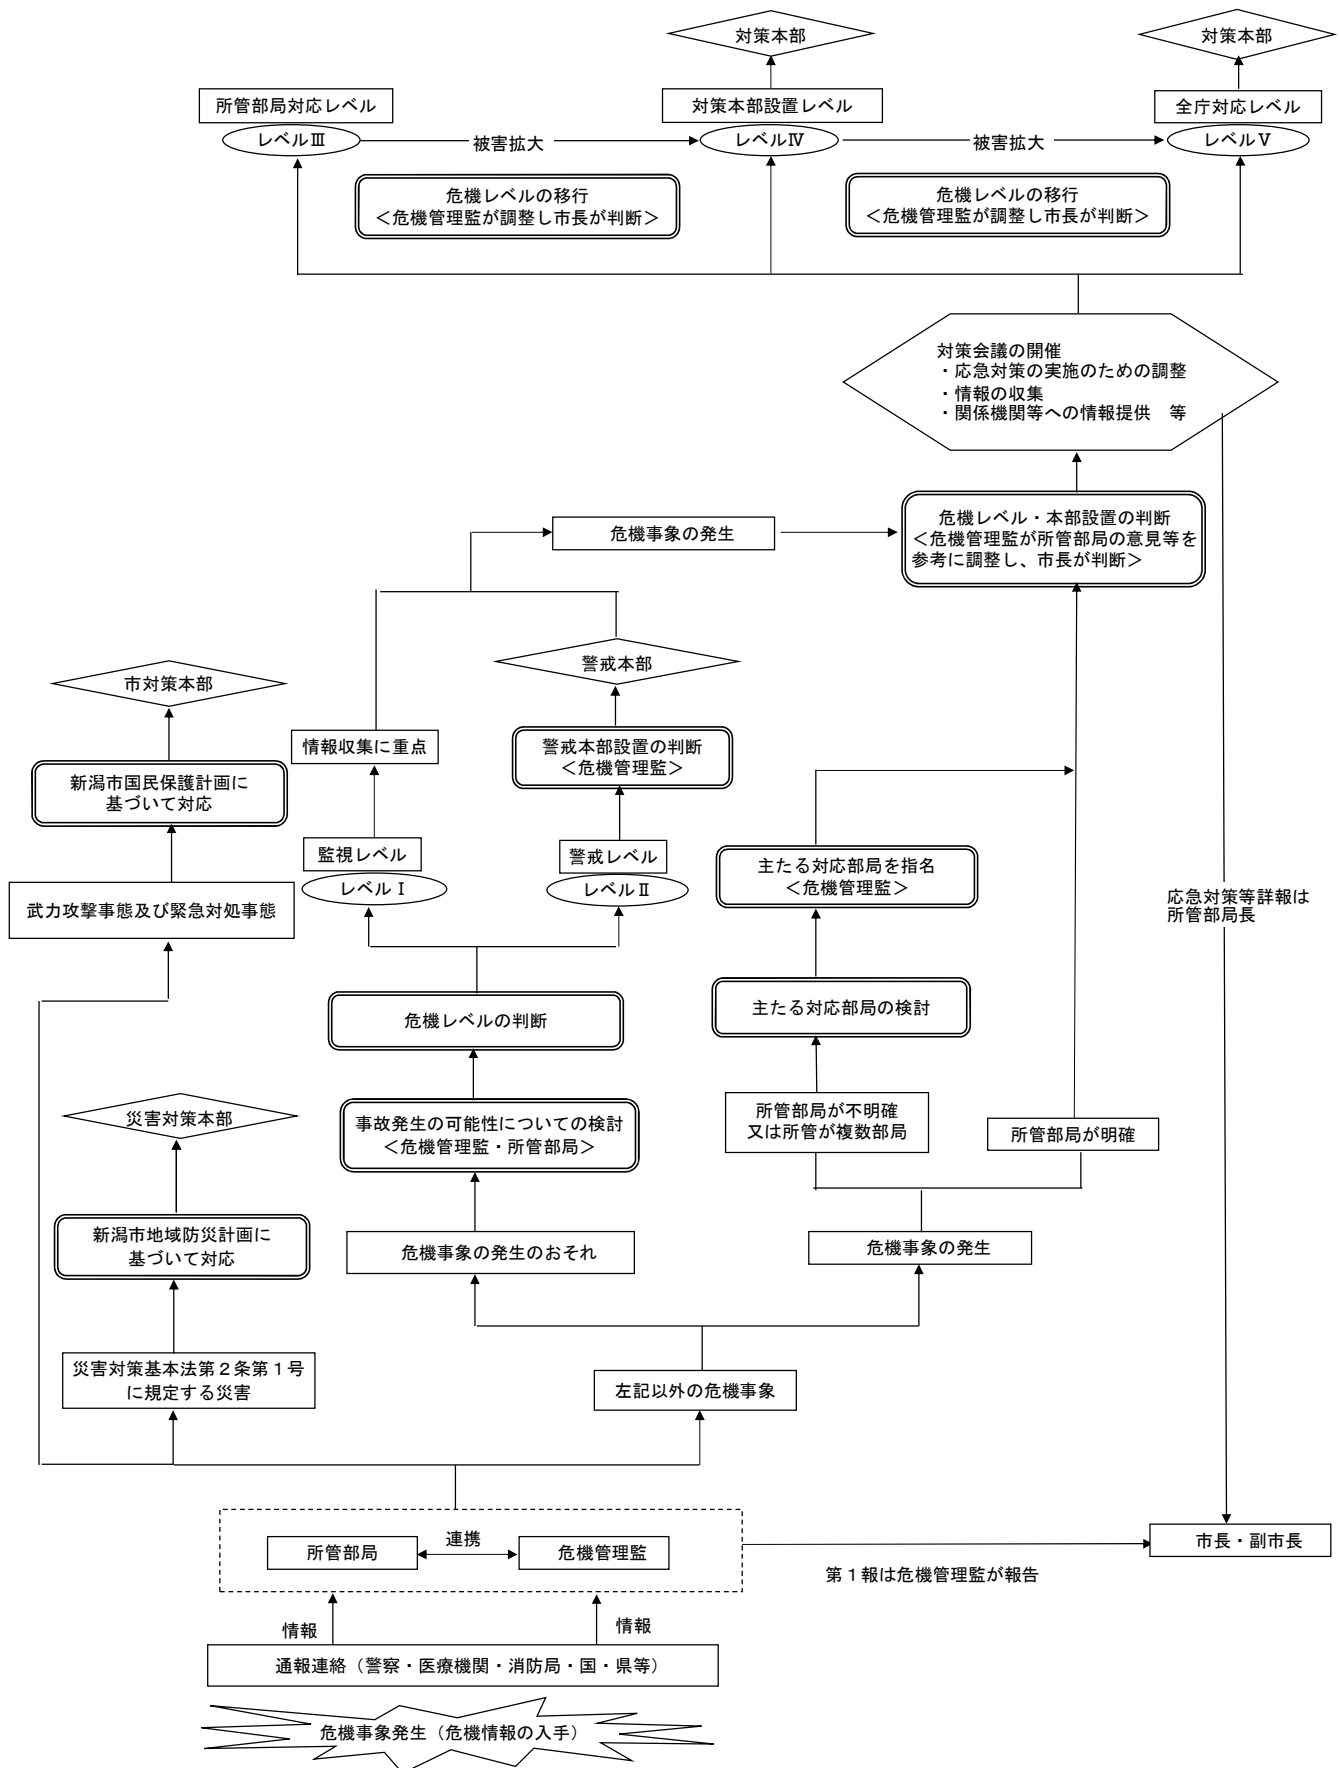 対策本部
対策本部
所管部局対応レベル
対策本部設置レベル
全庁対応レベル
レベルⅢ
被害拡大
レベルⅣ
被害拡大
レベルⅤ
危機レベルの移行
＜危機管理監が調整し市長が判断＞
危機レベルの移行
＜危機管理監が調整し市長が判断＞
対策会議の開催
・応急対策の実施のための調整
・情報の収集
・関係機関等への情報提供　等
危機事象の発生
危機レベル・本部設置の判断
＜危機管理監が所管部局の意見等を
参考に調整し、市長が判断＞
警戒本部
市対策本部
情報収集に重点
警戒本部設置の判断
＜危機管理監＞
新潟市国民保護計画に
基づいて対応
監視レベル
レベルⅠ
警戒レベル
レベルⅡ
主たる対応部局を指名
＜危機管理監＞
武力攻撃事態及び緊急対処事態
応急対策等詳報は
所管部局長
危機レベルの判断
主たる対応部局の検討
災害対策本部
事故発生の可能性についての検討
＜危機管理監・所管部局＞
所管部局が不明確
又は所管が複数部局
所管部局が明確
新潟市地域防災計画に
基づいて対応
危機事象の発生のおそれ
危機事象の発生
災害対策基本法第２条第１号
に規定する災害
左記以外の危機事象
所管部局
連携
危機管理監
市長・副市長
第１報は危機管理監が報告
情報
情報
通報連絡（警察・医療機関・消防局・国・県等）
危機事象発生（危機情報の入手）